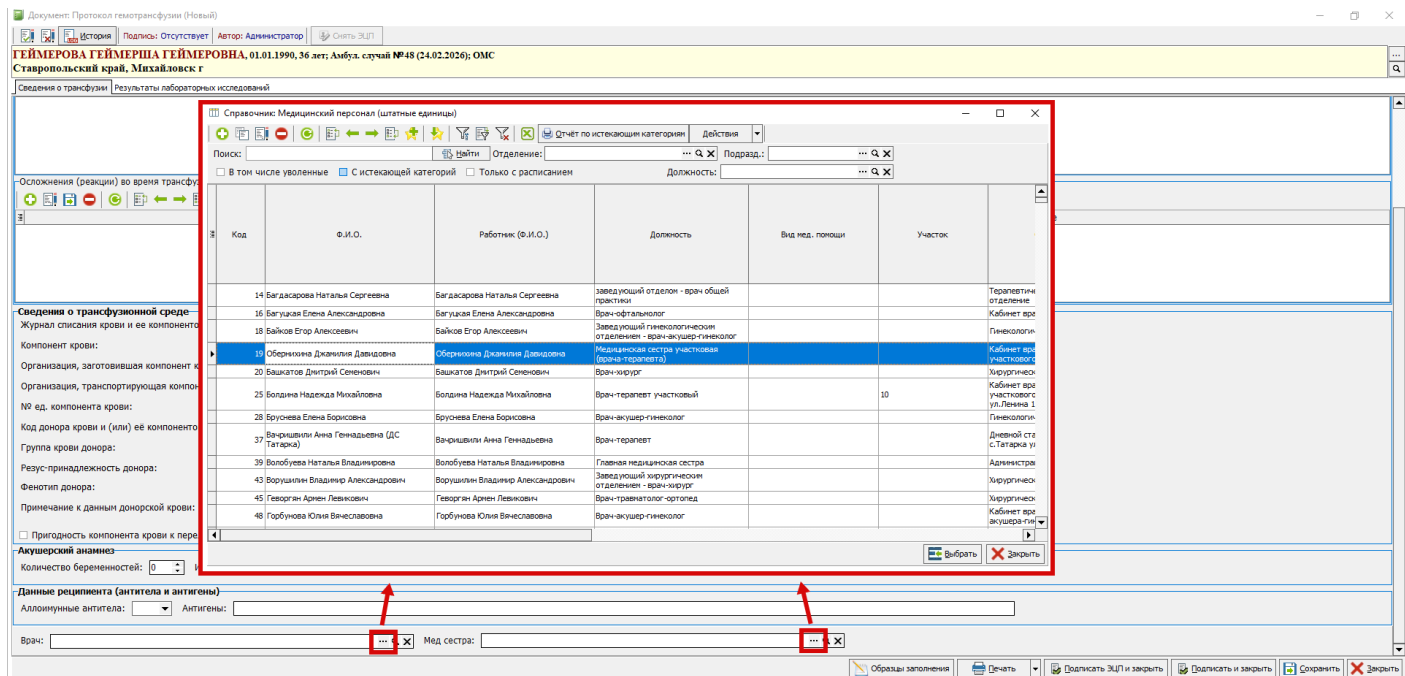 Документ: Протокол гемотрансфузии (Новый)
История Подпись: Отсутствует Автор: Администратор Снять ЭЦП
ГЕЙМЕРОВА ГЕЙМЕРША ГЕЙМЕРОВНА, 01.01.1990, 36 лет; Амбул. случай №48 (24.02.2026); ОМС
Ставропольский край, Михайловск г
Сведения о трансфузии Результаты лабораторных исследований
Справочник: Медицинский персонал (штатные единицы)
Отчёт по истекающим категориям Действия
Поиск: Найти Отделение: Подразд.:
В том числе уволенные С истекающей категорий Только с расписанием Должность:
Код Ф.И.О. Работник (Ф.И.О.) Должность Вид мед. помощи Участок
14 Багдасарова Наталья Сергеевна Багдасарова Наталья Сергеевна заведующий отделом - врач общей практики отделение
16 Багуцкая Елена Александровна Багуцкая Елена Александровна Врач-офтальмолог Кабинет вра
18 Байков Егор Алексеевич Байков Егор Алексеевич Заведующий гинекологическим отделением - врач-акушер-гинеколог Гинекологич
19 Обернихина Джамилия Давидовна Обернихина Джамилия Давидовна Медицинская сестра участковая (врача-терапевта) Кабинет вра участкового
20 Башкатов Дмитрий Семенович Башкатов Дмитрий Семенович Врач-хирург Хирургическ
25 Болдина Надежда Михайловна Болдина Надежда Михайловна Врач-терапевт участковый 10 Кабинет вра участкового ул.Ленина 1
28 Бруснева Елена Борисовна Бруснева Елена Борисовна Врач-акушер-гинеколог Гинекологич
37 Вачришвили Анна Геннадьевна (ДС Татарка) Вачришвили Анна Геннадьевна Врач-терапевт Дневной ста с.Татарка ул
39 Волобуева Наталья Владимировна Волобуева Наталья Владимировна Главная медицинская сестра Администра
43 Ворушилин Владимир Александрович Ворушилин Владимир Александрович Заведующий хирургическим отделением - врач-хирург Хирургическ
45 Геворгян Армен Левикович Геворгян Армен Левикович Врач-травматолог-ортопед Хирургическ
48 Горбунова Юлия Вячеславовна Горбунова Юлия Вячеславовна Врач-акушер-гинеколог Кабинет вра акушера-гин
Выбрать Закрыть
Осложнения (реакции) во время трансфу
Сведения о трансфузионной среде
Журнал списания крови и ее компоненто
Компонент крови:
Организация, заготовившая компонент к
Организация, транспортирующая компон
№ ед. компонента крови:
Код донора крови и (или) её компоненто
Группа крови донора:
Резус-принадлежность донора:
Фенотип донора:
Примечание к данным донорской крови:
Пригодность компонента крови к пере
Акушерский анамнез
Количество беременностей: 0
Данные реципиента (антитела и антигены)
Аллоимунные антитела: Антигены:
Врач: Мед сестра:
Образцы заполнения Печать Подписать ЭЦП и закрыть Подписать и закрыть Сохранить Закрыть